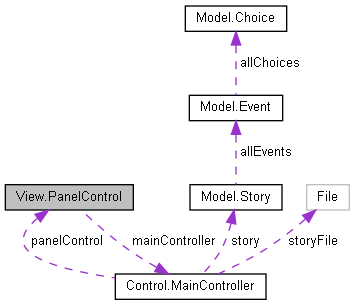 Model.Choice
allChoices
Model.Event
allEvents
View.PanelControl
Model.Story
File
panelControl
mainController
story
storyFile
Control.MainController